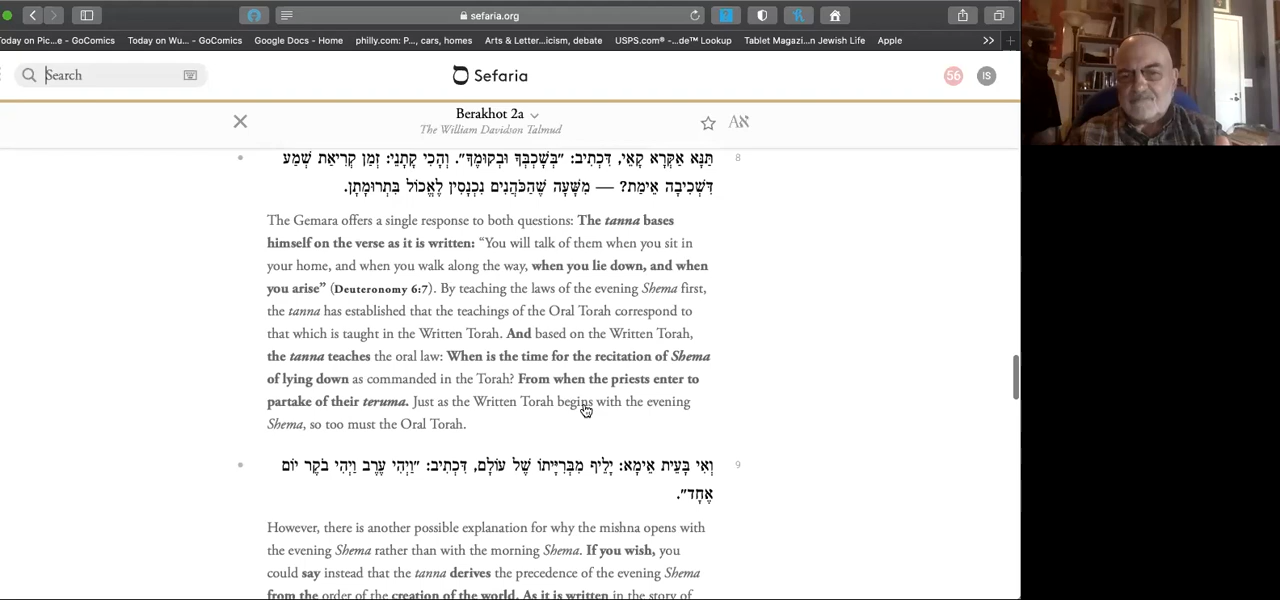 sefaria.org
oday on Pic...e - GoComics Today on Wu... - GoComics Google Docs - Home philly.com: P..., cars, homes Arts & Letter...icism, debate USPS.com® -...de™ Lookup Tablet Magazi...n Jewish Life Apple
Search
Sefaria
56
IS
Berakhot 2a
The William Davidson Talmud
Aא
8
תַּנָּא אַקְּרָא קָאֵי, דִּכְתִיב: ״בְּשָׁכְבְּךָ וּבְקוּמֶךָ״. וְהָכִי קָתָנֵי: זְמַן קְרִיאַת שְׁמַע
דִּשְׁכִיבָה אֵימַת? — מִשָּׁעָה שֶׁהַכֹּהֲנִים נִכְנָסִין לֶאֱכוֹל בִּתְרוּמָתָן.
The Gemara offers a single response to both questions: The tanna bases
himself on the verse as it is written: “You will talk of them when you sit in
your home, and when you walk along the way, when you lie down, and when
you arise” (Deuteronomy 6:7). By teaching the laws of the evening Shema first,
the tanna has established that the teachings of the Oral Torah correspond to
that which is taught in the Written Torah. And based on the Written Torah,
the tanna teaches the oral law: When is the time for the recitation of Shema
of lying down as commanded in the Torah? From when the priests enter to
partake of their teruma. Just as the Written Torah begins with the evening
Shema, so too must the Oral Torah.
9
וְאִי בָּעֵית אֵימָא: יָלֵיף מִבְּרִיָּיתוֹ שֶׁל עוֹלָם, דִּכְתִיב: ״וַיְהִי עֶרֶב וַיְהִי בֹקֶר יוֹם
אֶחָד״.
However, there is another possible explanation for why the mishna opens with
the evening Shema rather than with the morning Shema. If you wish, you
could say instead that the tanna derives the precedence of the evening Shema
from the order of the creation of the world. As it is written in the story of